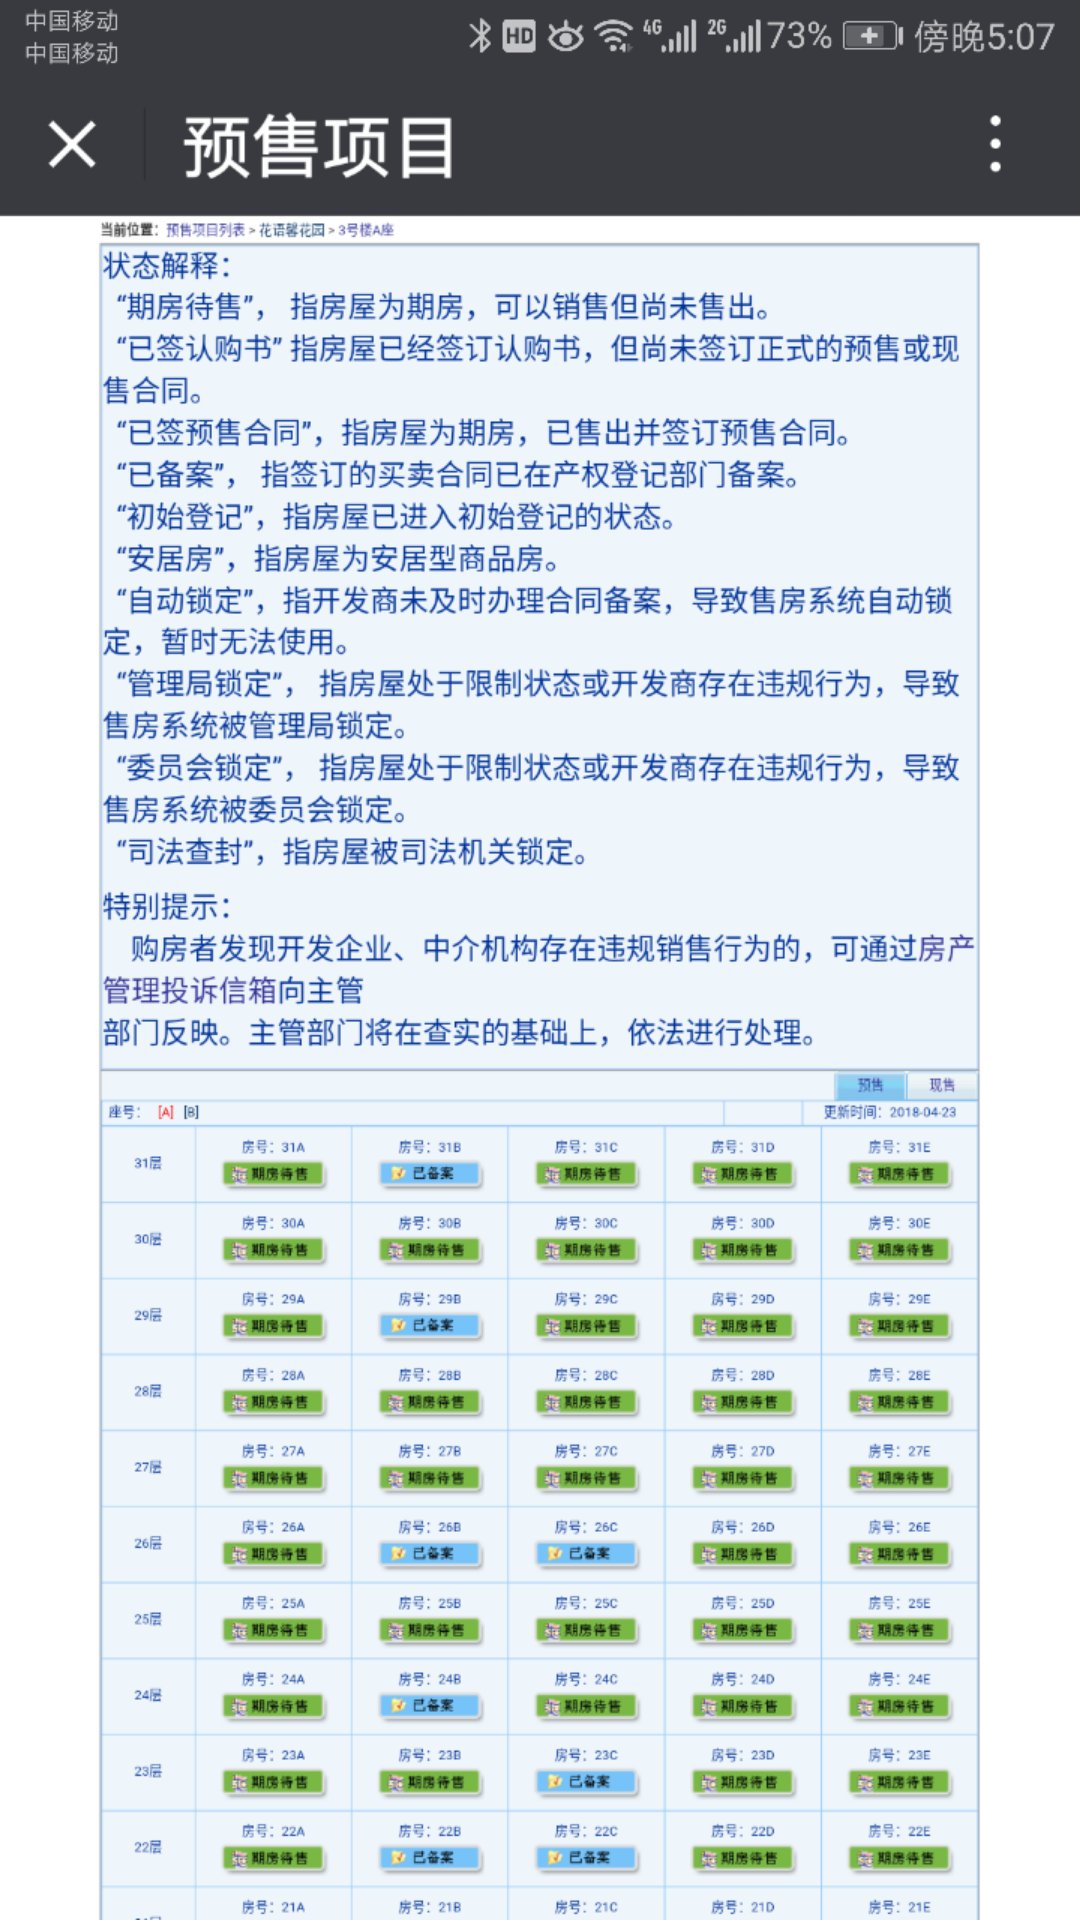 中国移动
中国移动
HD 4G 2G 73% 傍晚5:07
预售项目
当前位置：预售项目列表 > 花语馨花园 > 3号楼A座
状态解释：
“期房待售”， 指房屋为期房，可以销售但尚未售出。
“已签认购书” 指房屋已经签订认购书，但尚未签订正式的预售或现
售合同。
“已签预售合同”，指房屋为期房，已售出并签订预售合同。
“已备案”， 指签订的买卖合同已在产权登记部门备案。
“初始登记”，指房屋已进入初始登记的状态。
“安居房”，指房屋为安居型商品房。
“自动锁定”，指开发商未及时办理合同备案，导致售房系统自动锁
定，暂时无法使用。
“管理局锁定”， 指房屋处于限制状态或开发商存在违规行为，导致
售房系统被管理局锁定。
“委员会锁定”， 指房屋处于限制状态或开发商存在违规行为，导致
售房系统被委员会锁定。
“司法查封”，指房屋被司法机关锁定。
特别提示：
购房者发现开发企业、中介机构存在违规销售行为的，可通过房产
管理投诉信箱向主管
部门反映。主管部门将在查实的基础上，依法进行处理。
预售 现售
座号： [A] [B] 更新时间：2018-04-23
房号：31A 房号：31B 房号：31C 房号：31D 房号：31E
31层
期房待售 已备案 期房待售 期房待售 期房待售
房号：30A 房号：30B 房号：30C 房号：30D 房号：30E
30层
期房待售 期房待售 期房待售 期房待售 期房待售
房号：29A 房号：29B 房号：29C 房号：29D 房号：29E
29层
期房待售 已备案 期房待售 期房待售 期房待售
房号：28A 房号：28B 房号：28C 房号：28D 房号：28E
28层
期房待售 期房待售 期房待售 期房待售 期房待售
房号：27A 房号：27B 房号：27C 房号：27D 房号：27E
27层
期房待售 期房待售 期房待售 期房待售 期房待售
房号：26A 房号：26B 房号：26C 房号：26D 房号：26E
26层
期房待售 已备案 已备案 期房待售 期房待售
房号：25A 房号：25B 房号：25C 房号：25D 房号：25E
25层
期房待售 期房待售 期房待售 期房待售 期房待售
房号：24A 房号：24B 房号：24C 房号：24D 房号：24E
24层
期房待售 已备案 期房待售 期房待售 期房待售
房号：23A 房号：23B 房号：23C 房号：23D 房号：23E
23层
期房待售 期房待售 已备案 期房待售 期房待售
房号：22A 房号：22B 房号：22C 房号：22D 房号：22E
22层
期房待售 已备案 已备案 期房待售 期房待售
房号：21A 房号：21B 房号：21C 房号：21D 房号：21E